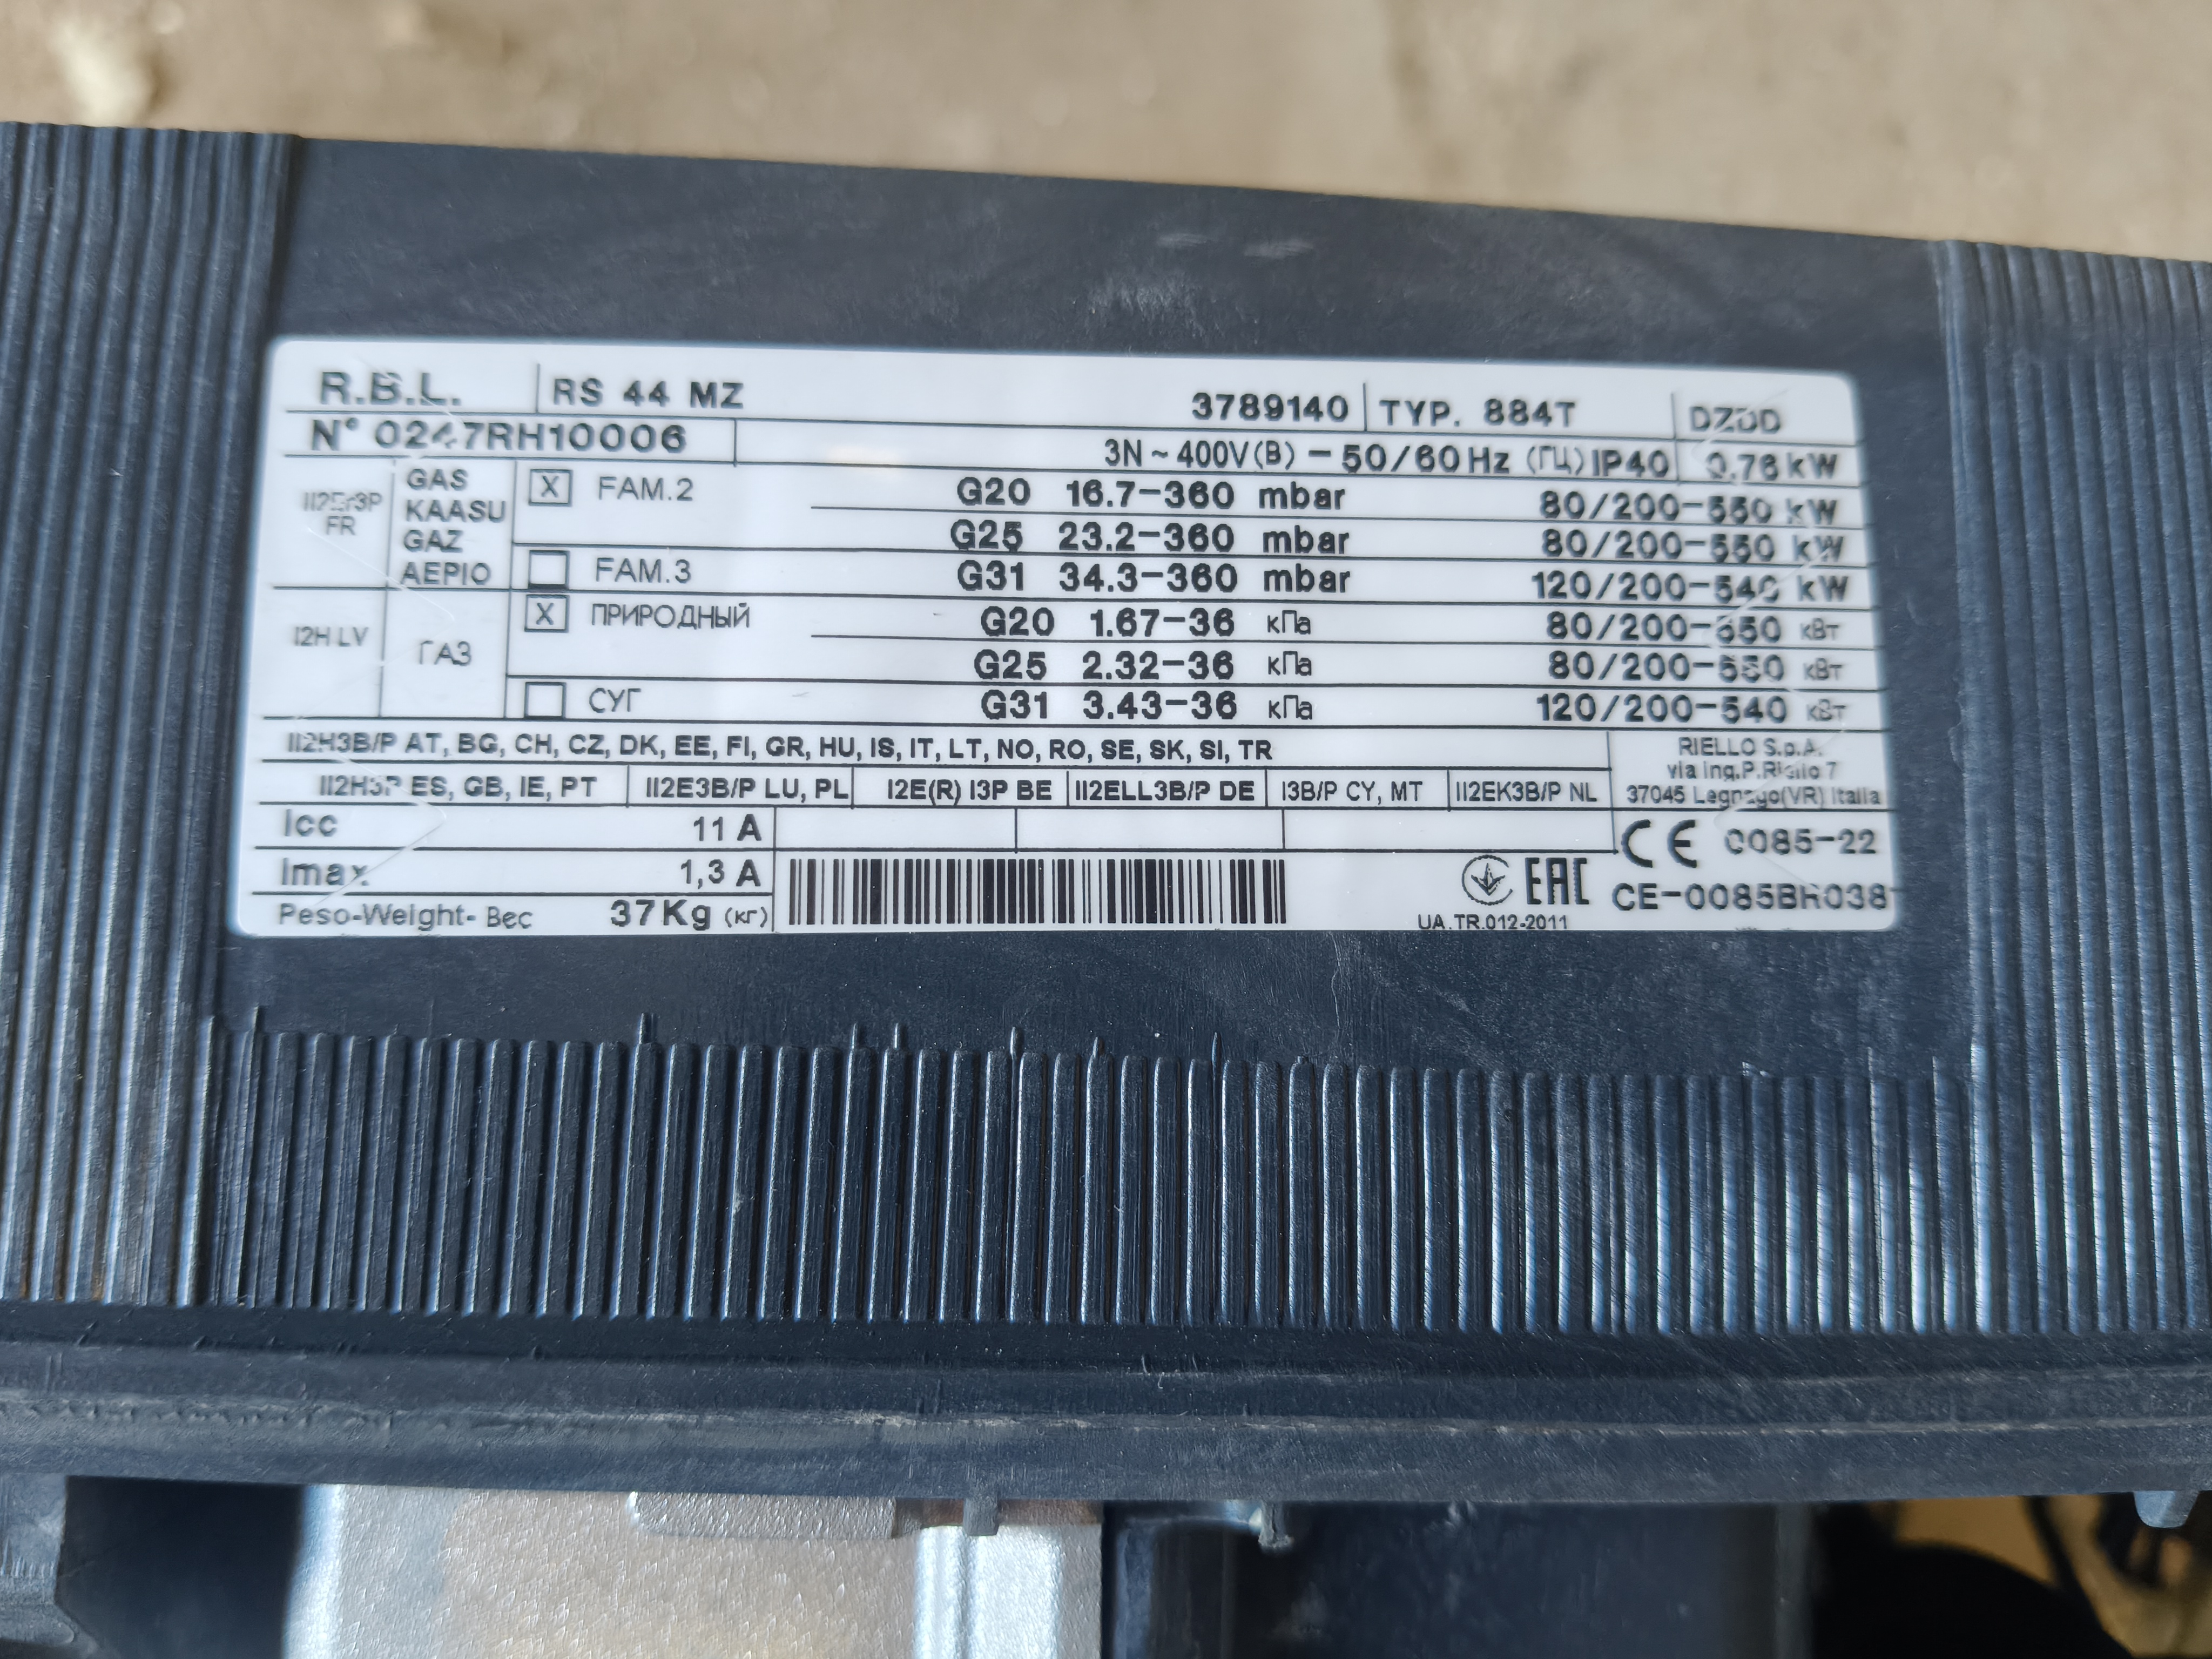 R.B.L. RS 44 MZ 3789140 TYP. 884T
N° 0247RH10006 3N ~ 400V(B) – 50/60Hz (ГЦ) IP40 0.76 kW
II2Er3P FR GAS KAASU GAZ AEPIO X FAM.2 G20 16.7–360 mbar 80/200–550 kW
G25 23.2–360 mbar 80/200–550 kW
FAM.3 G31 34.3–360 mbar 120/200–540 kW
I2H LV ГАЗ X ПРИРОДНЫЙ G20 1.67–36 кПа 80/200–550 кВт
G25 2.32–36 кПа 80/200–550 кВт
СУГ G31 3.43–36 кПа 120/200–540 кВт
II2H3B/P AT, BG, CH, CZ, DK, EE, FI, GR, HU, IS, IT, LT, NO, RO, SE, SK, SI, TR
II2H3P ES, GB, IE, PT II2E3B/P LU, PL I2E(R) I3P BE II2ELL3B/P DE I3B/P CY, MT II2EK3B/P NL
RIELLO S.p.A.
via Ing.P.Riello 7
37045 Legnago(VR) Italia
Icc 11 A
Imax 1,3 A
Peso-Weight- Вес 37Kg (кг)
EAC
UA.TR.012-2011
CE 0085-22